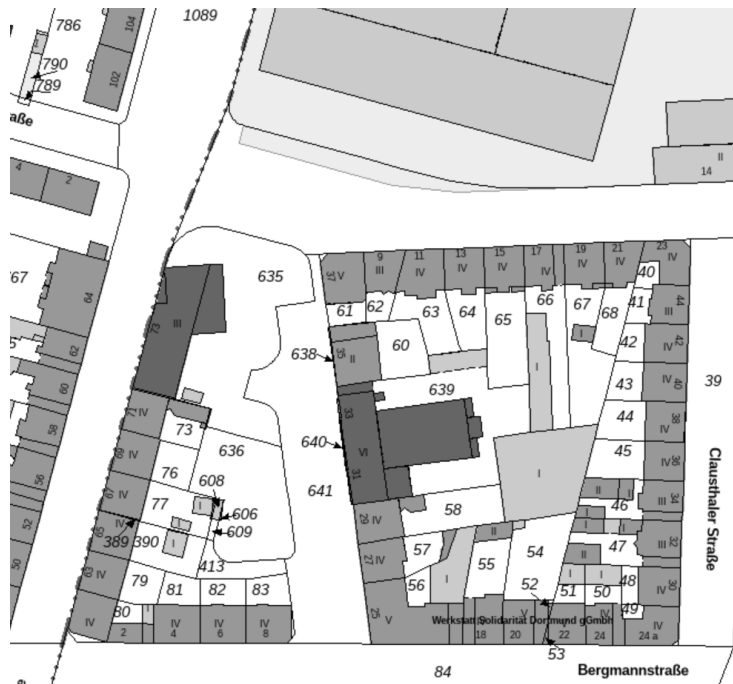 1089
786
104
102
790
789
aße
4
2
67
64
62
60
58
56
52
50
635
73
III
71
IV
73
69
IV
76
636
67
IV
77
608
I
606
609
65
IV
389
390
I
413
63
IV
79
81
82
83
80
I
IV
2
IV
4
IV
6
IV
8
II
14
37
V
9
III
11
IV
13
IV
15
IV
17
IV
19
IV
21
IV
23
IV
40
61
62
63
64
65
66
67
68
41
44
III
638
35
II
60
I
I
42
42
IV
639
43
40
IV
39
33
44
38
IV
640
VI
31
I
45
36
IV
641
II
I
34
III
46
29
IV
58
I
I
I
32
III
47
27
IV
57
II
55
54
II
56
I
52
I
I
51
50
48
30
IV
49
25
V
Werkstatt Solidarität Dortmund gGmbh
18
20
V
22
V
24
IV
24 a
IV
53
84
Bergmannstraße
Clausthaler Straße